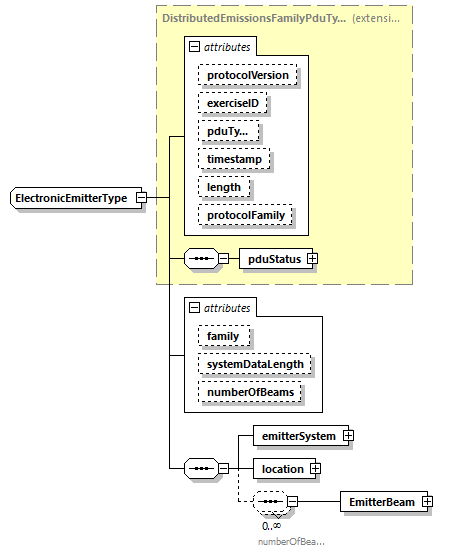 DistributedEmissionsFamilyPduTy... (extensi...
attributes
protocolVersion
exerciseID
pduTy...
timestamp
length
protocolFamily
ElectronicEmitterType
pduStatus
attributes
family
systemDataLength
numberOfBeams
emitterSystem
location
EmitterBeam
0..∞
numberOfBea...